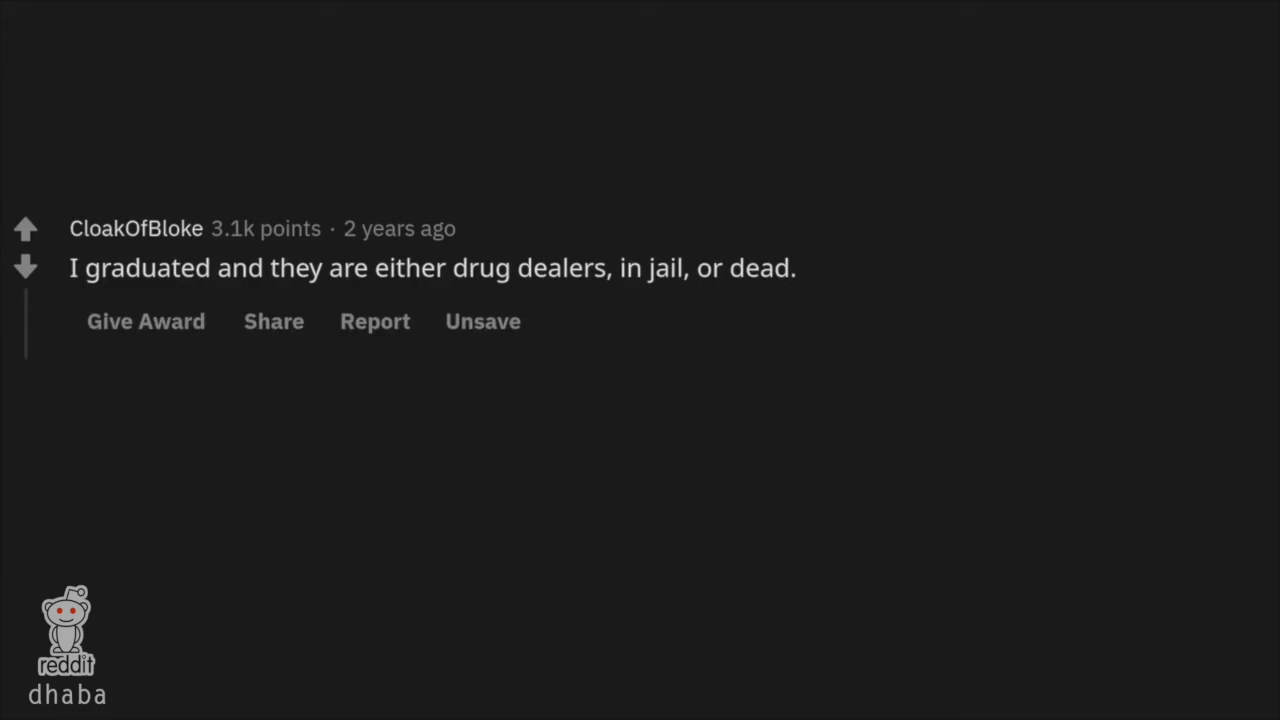 CloakOfBloke 3.1k points · 2 years ago
I graduated and they are either drug dealers, in jail, or dead.
Give Award Share Report Unsave
reddit
dhaba